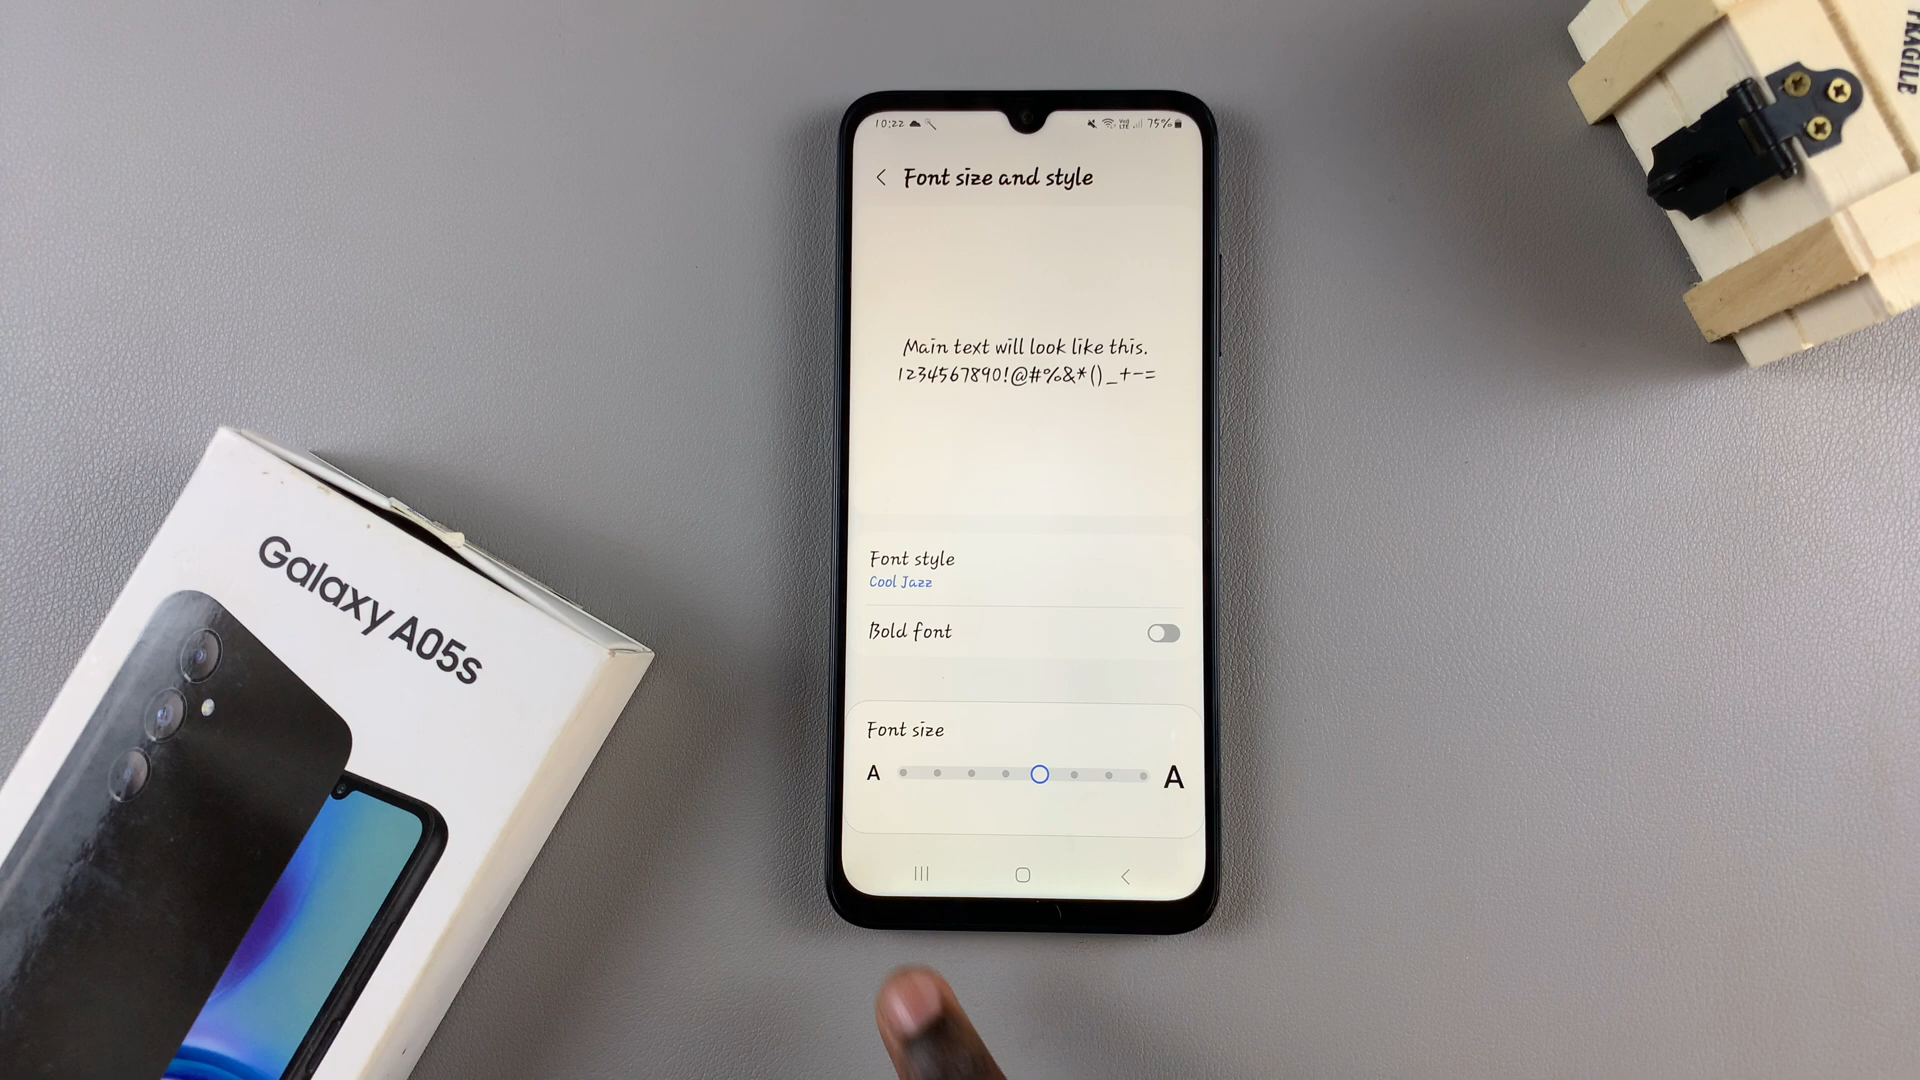 10:22
75%
Font size and style
Main text will look like this.
1234567890!@#%&*()_+-=
Font style
Cool Jazz
Bold font
Font size
A A
Galaxy A05s
FRAGILE